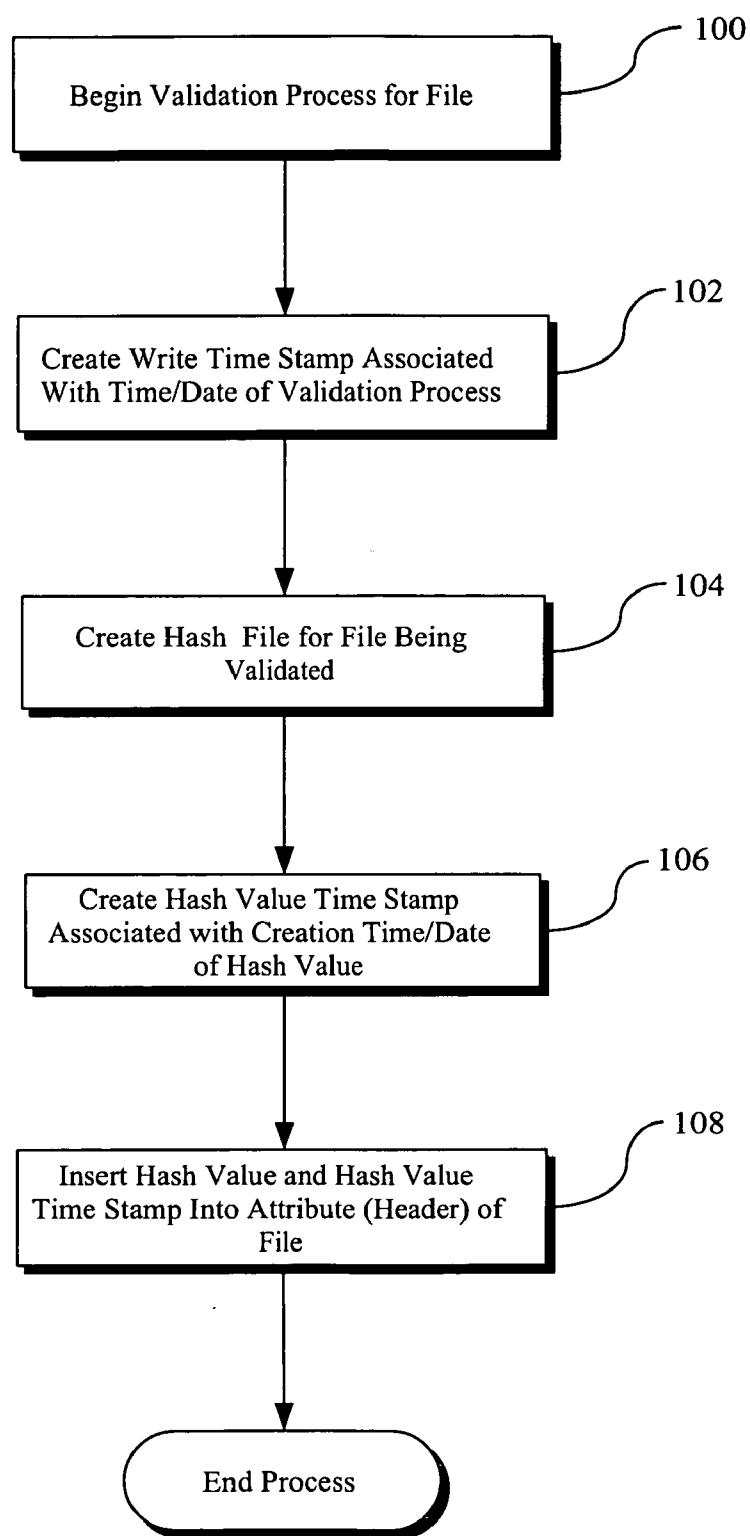 100
Begin Validation Process for File
102
Create Write Time Stamp Associated
With Time/Date of Validation Process
104
Create Hash File for File Being
Validated
106
Create Hash Value Time Stamp
Associated with Creation Time/Date
of Hash Value
108
Insert Hash Value and Hash Value
Time Stamp Into Attribute (Header) of
File
End Process